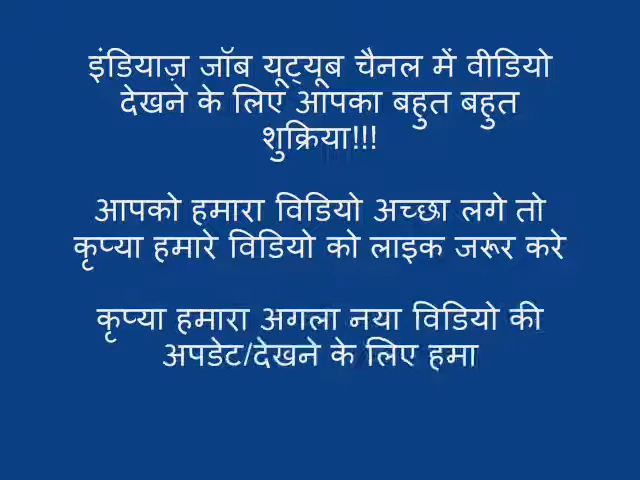 इंडियाज़ जॉब यूट्यूब चैनल में वीडियो
देखने के लिए आपका बहुत बहुत
शुक्रिया!!!
आपको हमारा विडियो अच्छा लगे तो
कृप्या हमारे विडियो को लाइक जरूर करे
कृप्या हमारा अगला नया विडियो की
अपडेट/देखने के लिए हमा